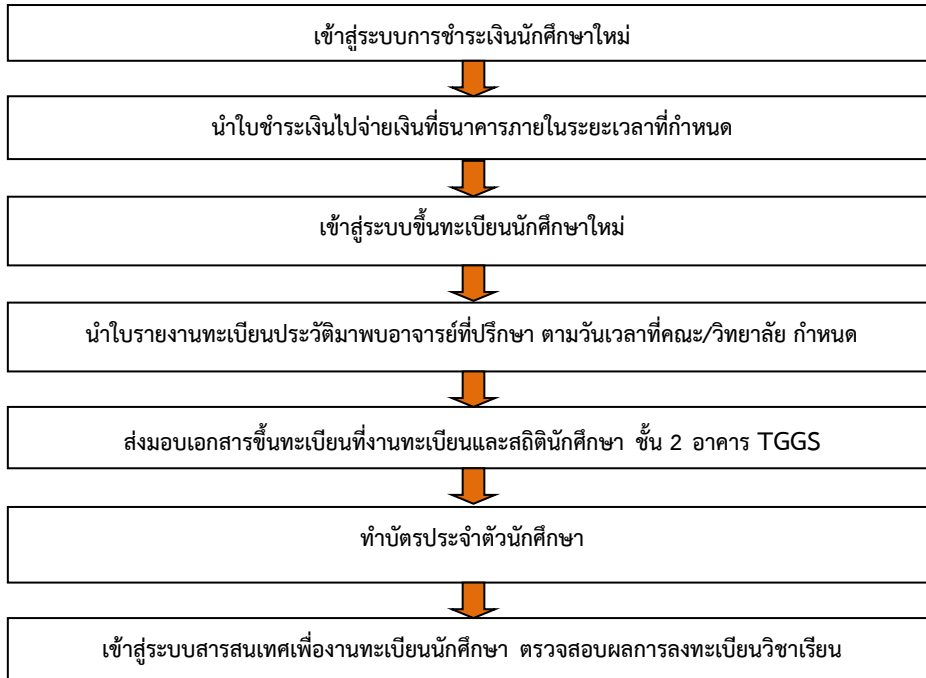 เข้าสู่ระบบการชำระเงินนักศึกษาใหม่
นำใบชำระเงินไปจ่ายเงินที่ธนาคารภายในระยะเวลาที่กำหนด
เข้าสู่ระบบขึ้นทะเบียนนักศึกษาใหม่
นำใบรายงานทะเบียนประวัติมาพบอาจารย์ที่ปรึกษา ตามวันเวลาที่คณะ/วิทยาลัย กำหนด
ส่งมอบเอกสารขึ้นทะเบียนที่งานทะเบียนและสถิตินักศึกษา ชั้น 2 อาคาร TGGS
ทำบัตรประจำตัวนักศึกษา
เข้าสู่ระบบสารสนเทศเพื่องานทะเบียนนักศึกษา ตรวจสอบผลการลงทะเบียนวิชาเรียน